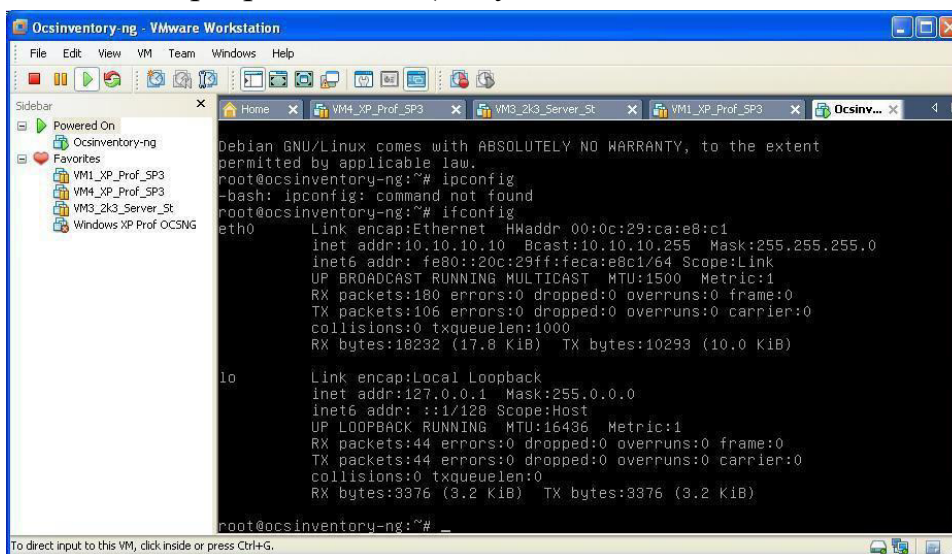 Ocsinventory-ng - VMware Workstation
File Edit View VM Team Windows Help
Sidebar
Powered On
Ocsinventory-ng
Favorites
VM1_XP_Prof_SP3
VM4_XP_Prof_SP3
VM3_2k3_Server_St
Windows XP Prof OCSNG
Home VM4_XP_Prof_SP3 VM3_2k3_Server_St VM1_XP_Prof_SP3 Ocsinv...
Debian GNU/Linux comes with ABSOLUTELY NO WARRANTY, to the extent
permitted by applicable law.
root@ocsinventory-ng:~# ipconfig
-bash: ipconfig: command not found
root@ocsinventory-ng:~# ifconfig
eth0 Link encap:Ethernet HWaddr 00:0c:29:ca:e8:c1
inet addr:10.10.10.10 Bcast:10.10.10.255 Mask:255.255.255.0
inet6 addr: fe80::20c:29ff:feca:e8c1/64 Scope:Link
UP BROADCAST RUNNING MULTICAST MTU:1500 Metric:1
RX packets:180 errors:0 dropped:0 overruns:0 frame:0
TX packets:106 errors:0 dropped:0 overruns:0 carrier:0
collisions:0 txqueuelen:1000
RX bytes:18232 (17.8 KiB) TX bytes:10293 (10.0 KiB)
lo Link encap:Local Loopback
inet addr:127.0.0.1 Mask:255.0.0.0
inet6 addr: ::1/128 Scope:Host
UP LOOPBACK RUNNING MTU:16436 Metric:1
RX packets:44 errors:0 dropped:0 overruns:0 frame:0
TX packets:44 errors:0 dropped:0 overruns:0 carrier:0
collisions:0 txqueuelen:0
RX bytes:3376 (3.2 KiB) TX bytes:3376 (3.2 KiB)
root@ocsinventory-ng:~# _
To direct input to this VM, click inside or press Ctrl+G.